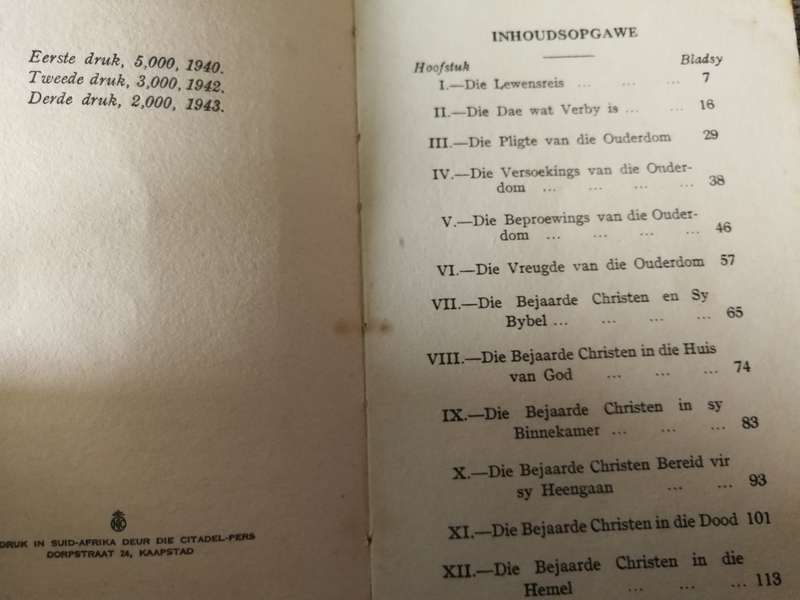 Eerste druk, 5,000, 1940.
Tweede druk, 3,000, 1942.
Derde druk, 2,000, 1943.
DRUK IN SUID-AFRIKA DEUR DIE CITADEL-PERS
DORPSTRAAT 24, KAAPSTAD
INHOUDSOPGAWE
Hoofstuk Bladsy
I.—Die Lewensreis ... ... ... 7
II.—Die Dae wat Verby is ... ... 16
III.—Die Pligte van die Ouderdom 29
IV.—Die Versoekings van die Ouder-
dom ... ... ... ... 38
V.—Die Beproewings van die Ouder-
dom ... ... ... ... 46
VI.—Die Vreugde van die Ouderdom 57
VII.—Die Bejaarde Christen en Sy
Bybel ... ... ... ... 65
VIII.—Die Bejaarde Christen in die Huis
van God ... ... ... 74
IX.—Die Bejaarde Christen in sy
Binnekamer ... ... ... 83
X.—Die Bejaarde Christen Bereid vir
sy Heengaan ... ... 93
XI.—Die Bejaarde Christen in die Dood 101
XII.—Die Bejaarde Christen in die
Hemel ... ... ... 113